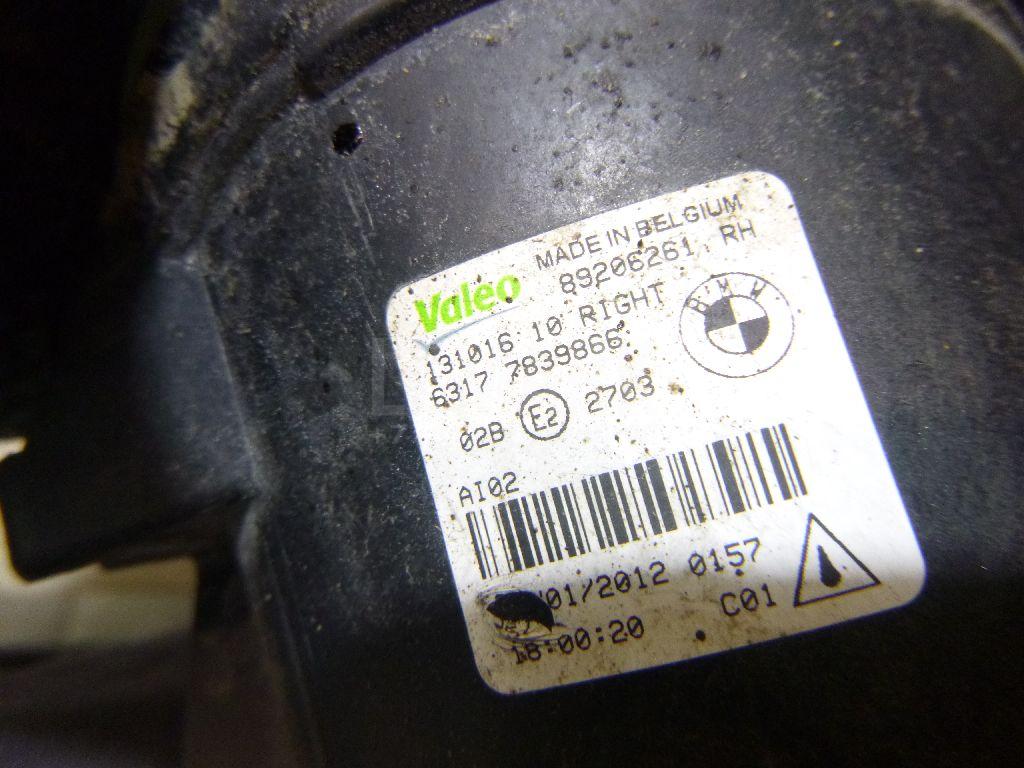 Valeo MADE IN BELGIUM
89206261 RH
131016 10 RIGHT
6317 7839866
BMW
02B E2 2703
AI02
/01/2012 0157
18:00:20 C01